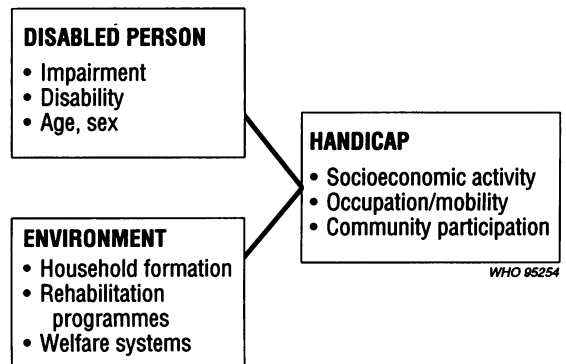 DISABLED PERSON
• Impairment
• Disability
• Age, sex
HANDICAP
• Socioeconomic activity
• Occupation/mobility
• Community participation
WHO 95254
ENVIRONMENT
• Household formation
• Rehabilitation
programmes
• Welfare systems